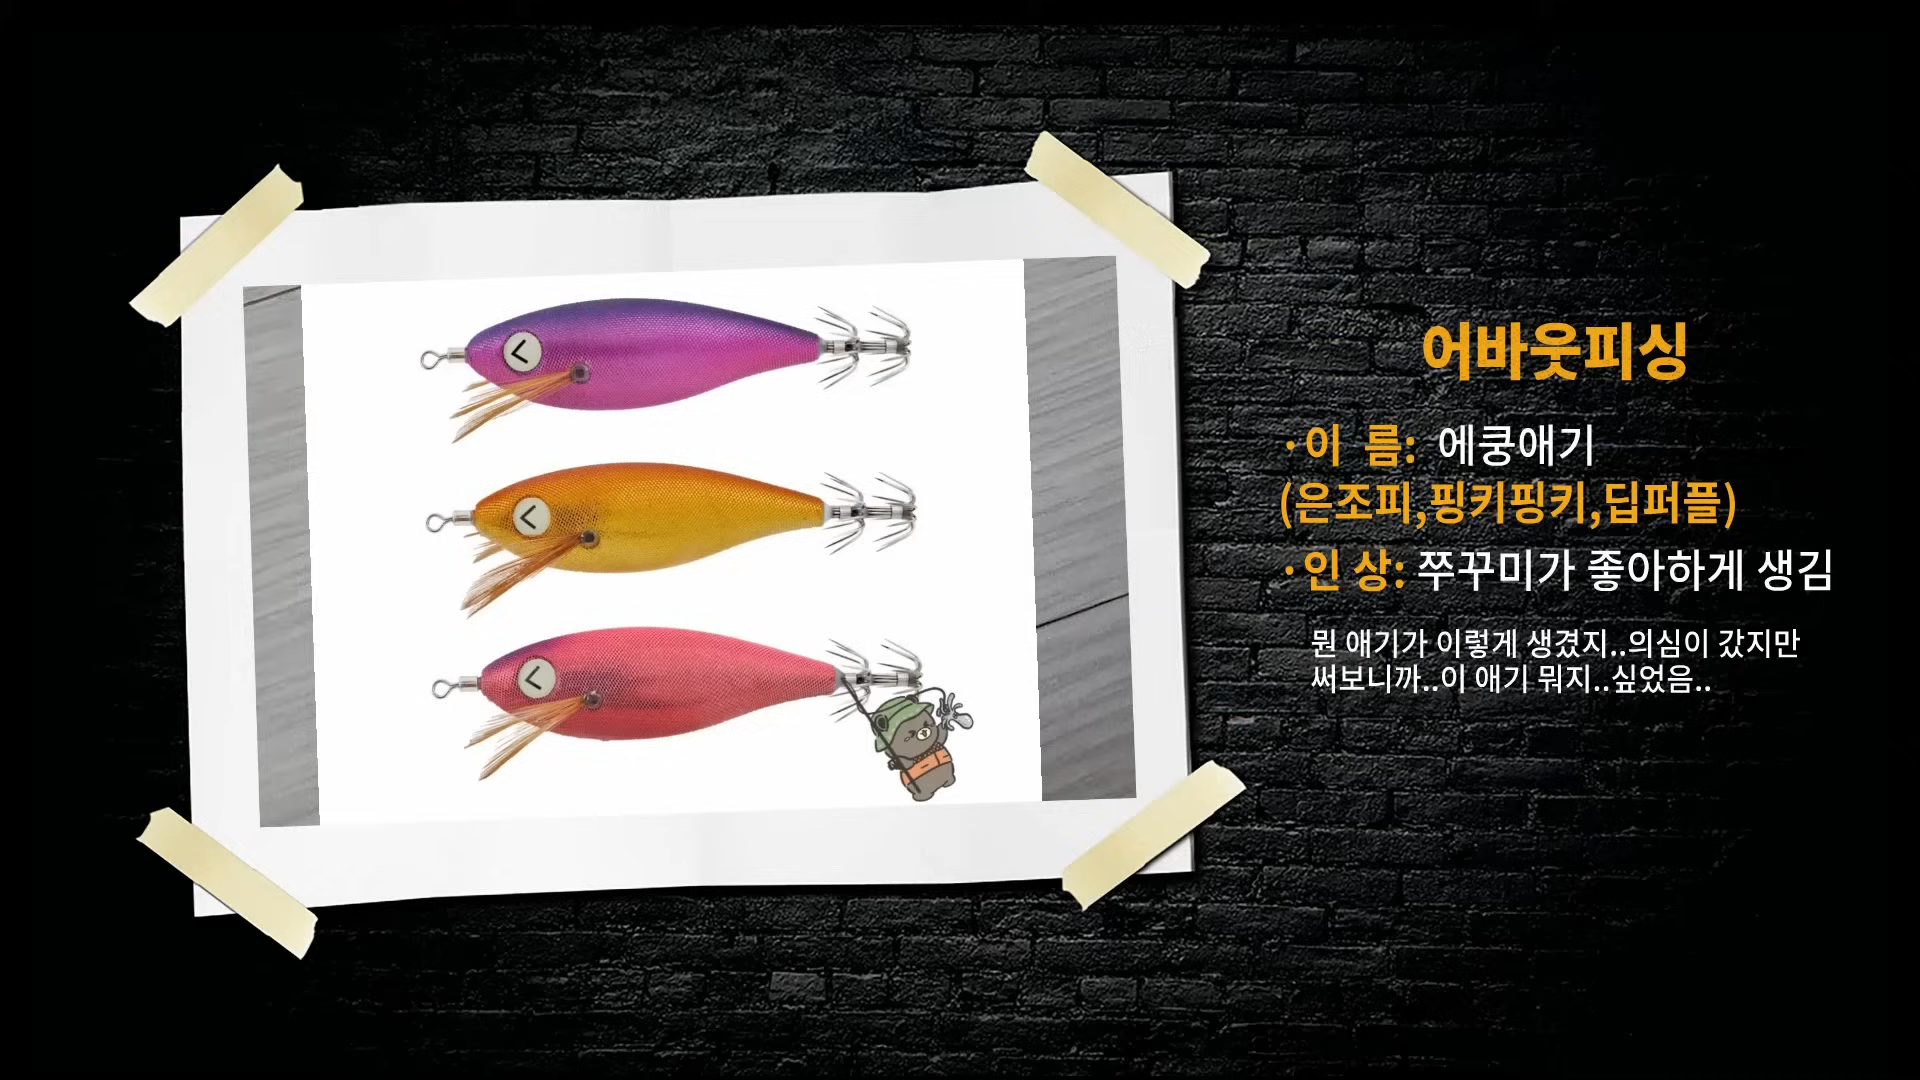 어바웃피싱
·이 름: 에쿵애기
(은조피,핑키핑키,딥퍼플)
·인 상: 쭈꾸미가 좋아하게 생김
뭔 얘기가 이렇게 생겼지..의심이 갔지만
써보니까..이 애기 뭐지..싶었음..